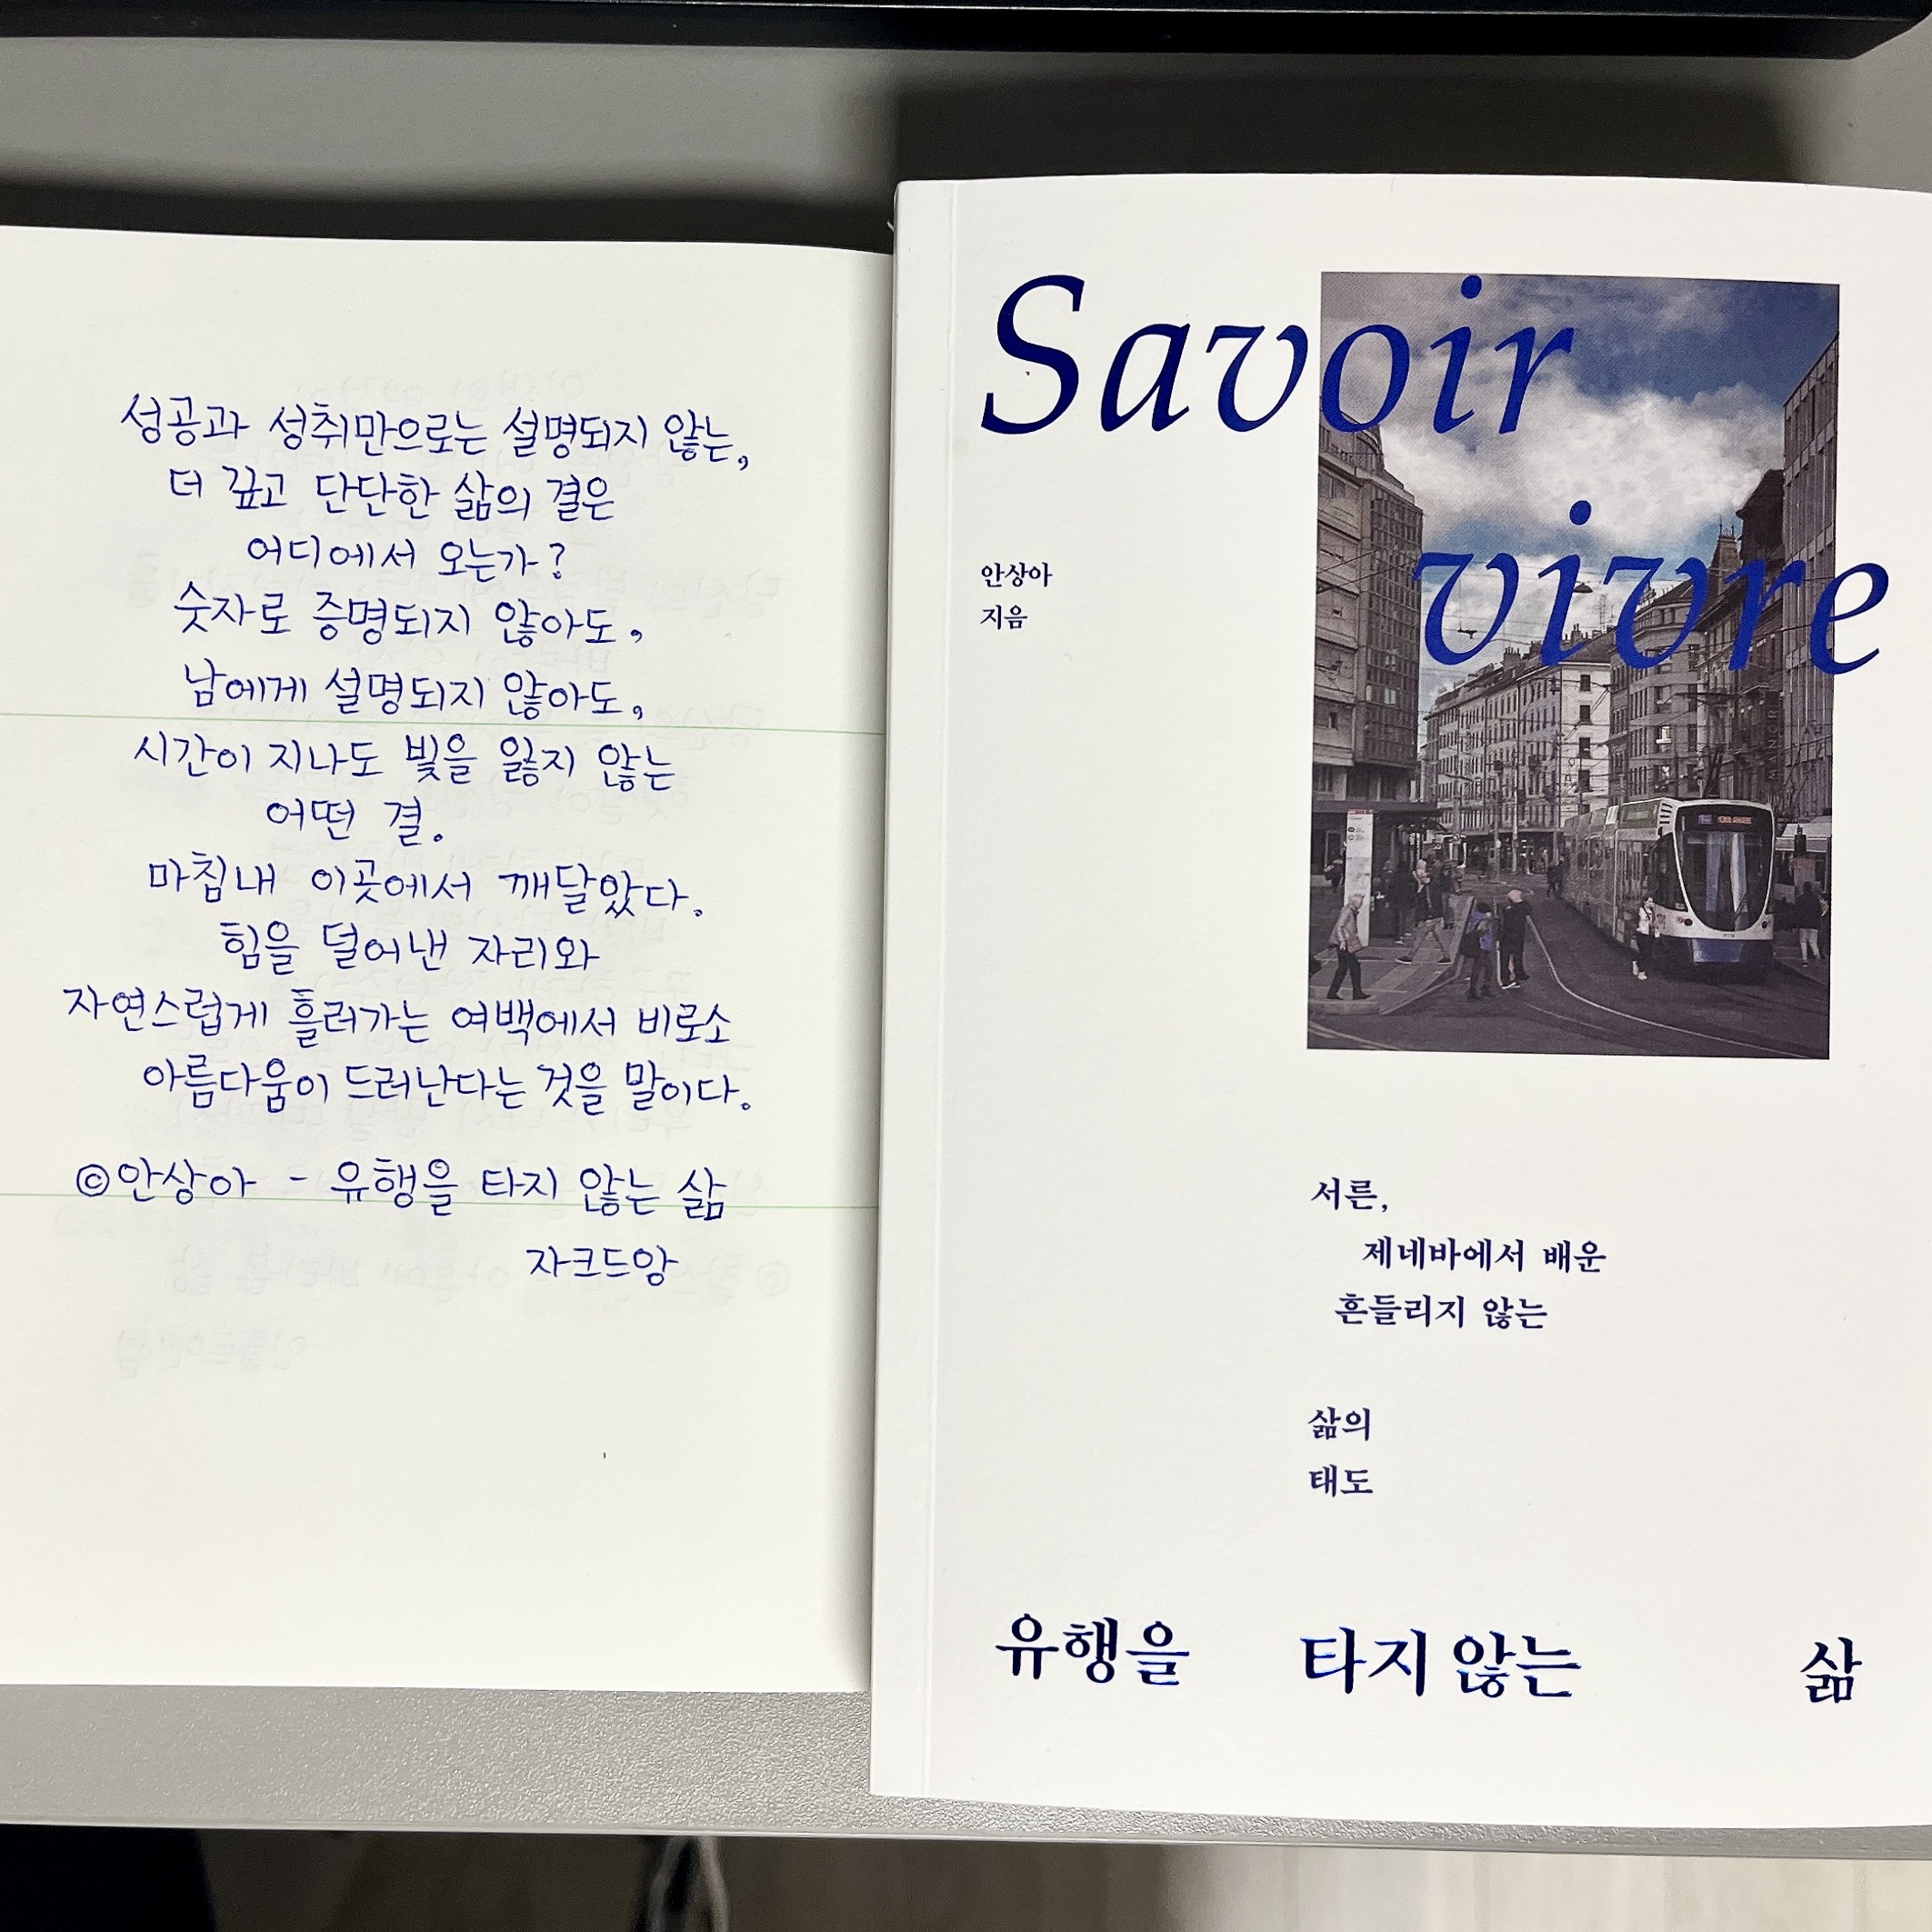 성공과 성취만으로는 설명되지 않는,
더 깊고 단단한 삶의 결은
어디에서 오는가?
숫자로 증명되지 않아도,
남에게 설명되지 않아도,
시간이 지나도 빛을 잃지 않는
어떤 결.
마침내 이곳에서 깨달았다.
힘을 덜어낸 자리와
자연스럽게 흘러가는 여백에서 비로소
아름다움이 드러난다는 것을 말이다.
©안상아 - 유행을 타지 않는 삶
자크드앙
Savoir
vivre
안상아
지음
MANOR
서른,
제네바에서 배운
흔들리지 않는
삶의
태도
유행을 타지 않는 삶